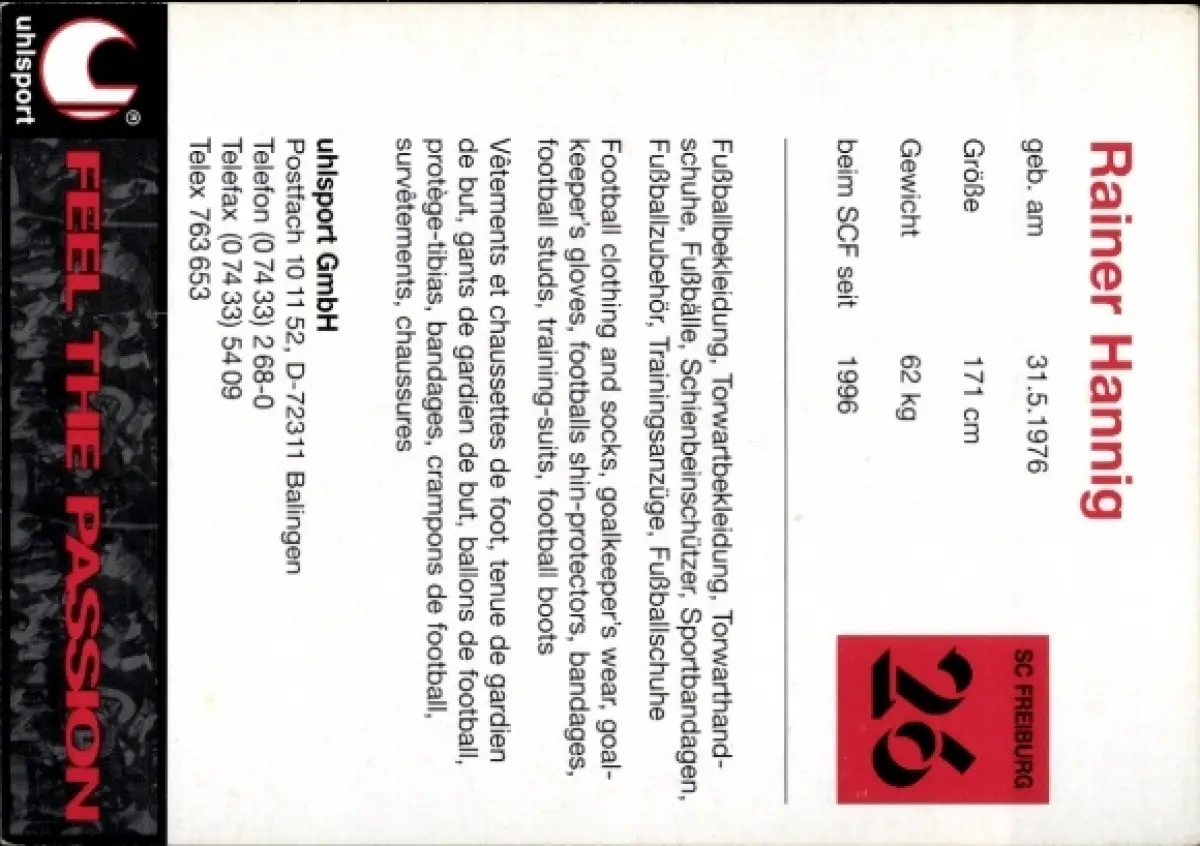 Rainer Hannig
SC FREIBURG
26
geb. am 31.5.1976
Größe 171 cm
Gewicht 62 kg
beim SCF seit 1996
Fußballbekleidung, Torwartbekleidung, Torwarthand-
schuhe, Fußbälle, Schienbeinschützer, Sportbandagen,
Fußballzubehör, Trainingsanzüge, Fußballschuhe
Football clothing and socks, goalkeeper's wear, goal-
keeper's gloves, footballs shin-protectors, bandages,
football studs, training-suits, football boots
Vêtements et chaussettes de foot, tenue de gardien
de but, gants de gardien de but, ballons de football,
protège-tibias, bandages, crampons de football,
survêtements, chaussures
uhlsport GmbH
Postfach 10 11 52, D-72311 Balingen
Telefon (0 74 33) 2 68-0
Telefax (0 74 33) 54 09
Telex 763 653
uhlsport ®
FEEL THE PASSION